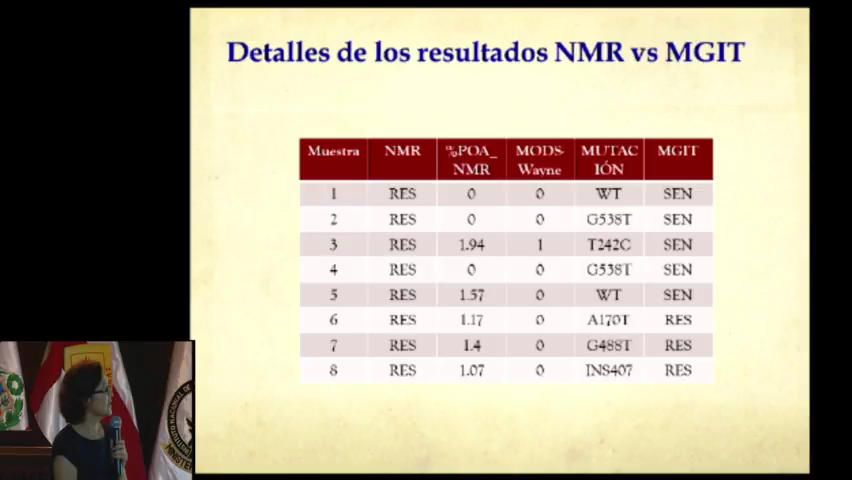 Detalles de los resultados NMR vs MGIT
Muestra NMR %POA_ NMR MODS- Wayne MUTAC IÓN MGIT
1 RES 0 0 WT SEN
2 RES 0 0 G538T SEN
3 RES 1.94 1 T242C SEN
4 RES 0 0 G538T SEN
5 RES 1.57 0 WT SEN
6 RES 1.17 0 A170T RES
7 RES 1.4 0 G488T RES
8 RES 1.07 0 INS407 RES